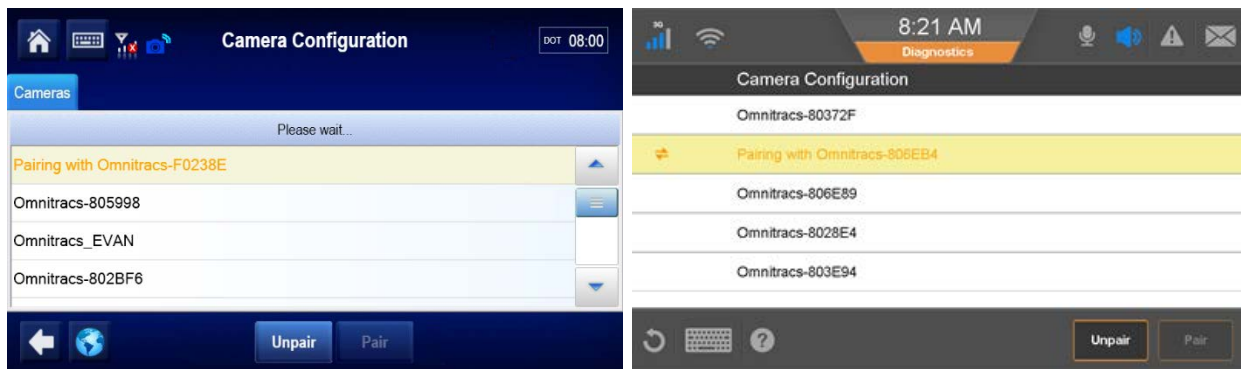 Camera Configuration
DOT 08:00
Cameras
Please wait...
Pairing with Omnitracs-F0238E
Omnitracs-805998
Omnitracs_EVAN
Omnitracs-802BF6
Unpair
Pair
3G
8:21 AM
Diagnostics
Camera Configuration
Omnitracs-80372F
Pairing with Omnitracs-806EB4
Omnitracs-806E89
Omnitracs-8028E4
Omnitracs-803E94
Unpair
Pair